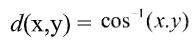 d(x,y) = cos⁻¹(x.y)